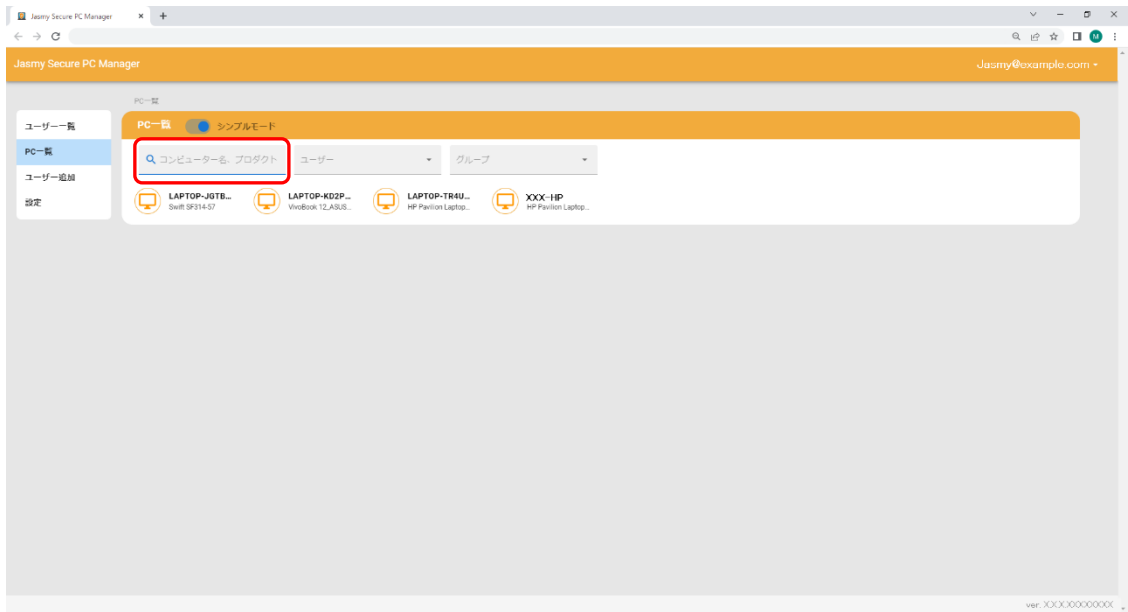 Jasmy Secure PC Manager
M
Jasmy Secure PC Manager
Jasmy@example.com
PC一覧
ユーザー一覧
PC一覧
ユーザー追加
設定
PC一覧 シンプルモード
コンピューター名、プロダクト
ユーザー
グループ
LAPTOP-JGTB...
Swift SF314-57
LAPTOP-KD2P...
VivoBook 12_ASUS...
LAPTOP-TR4U...
HP Pavilion Laptop...
XXX-HP
HP Pavilion Laptop...
ver. X.X.X.XXXXXXXX